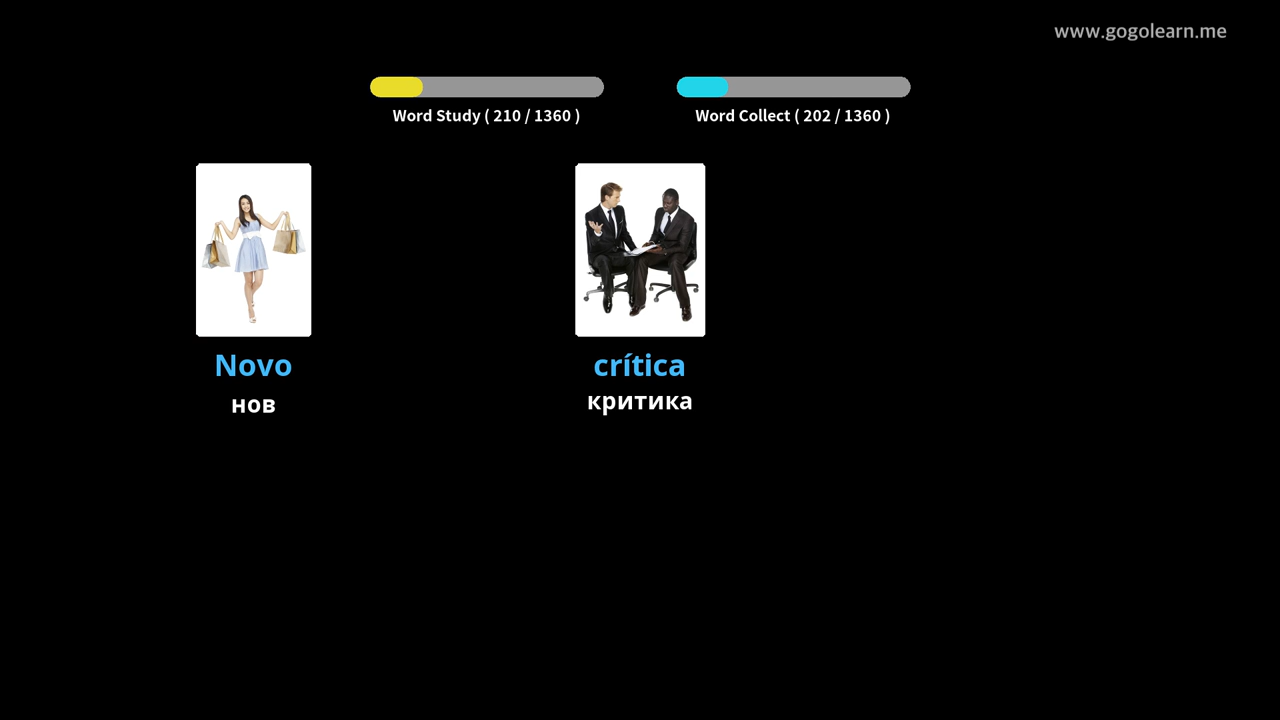 www.gogolearn.me
Word Study ( 210 / 1360 )
Word Collect ( 202 / 1360 )
Novo
нов
crítica
критика